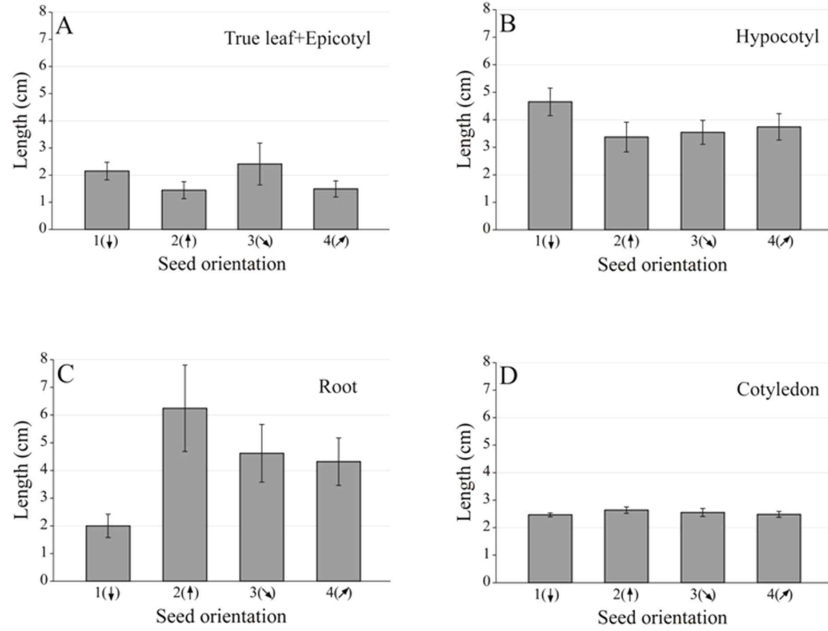 A
True leaf+Epicotyl
Length (cm)
8
7
6
5
4
3
2
1
0
1(↓) 2(↑) 3(↘) 4(↗)
Seed orientation
B
Hypocotyl
Length (cm)
8
7
6
5
4
3
2
1
0
1(↓) 2(↑) 3(↘) 4(↗)
Seed orientation
C
Root
Length (cm)
8
7
6
5
4
3
2
1
0
1(↓) 2(↑) 3(↘) 4(↗)
Seed orientation
D
Cotyledon
Length (cm)
8
7
6
5
4
3
2
1
0
1(↓) 2(↑) 3(↘) 4(↗)
Seed orientation